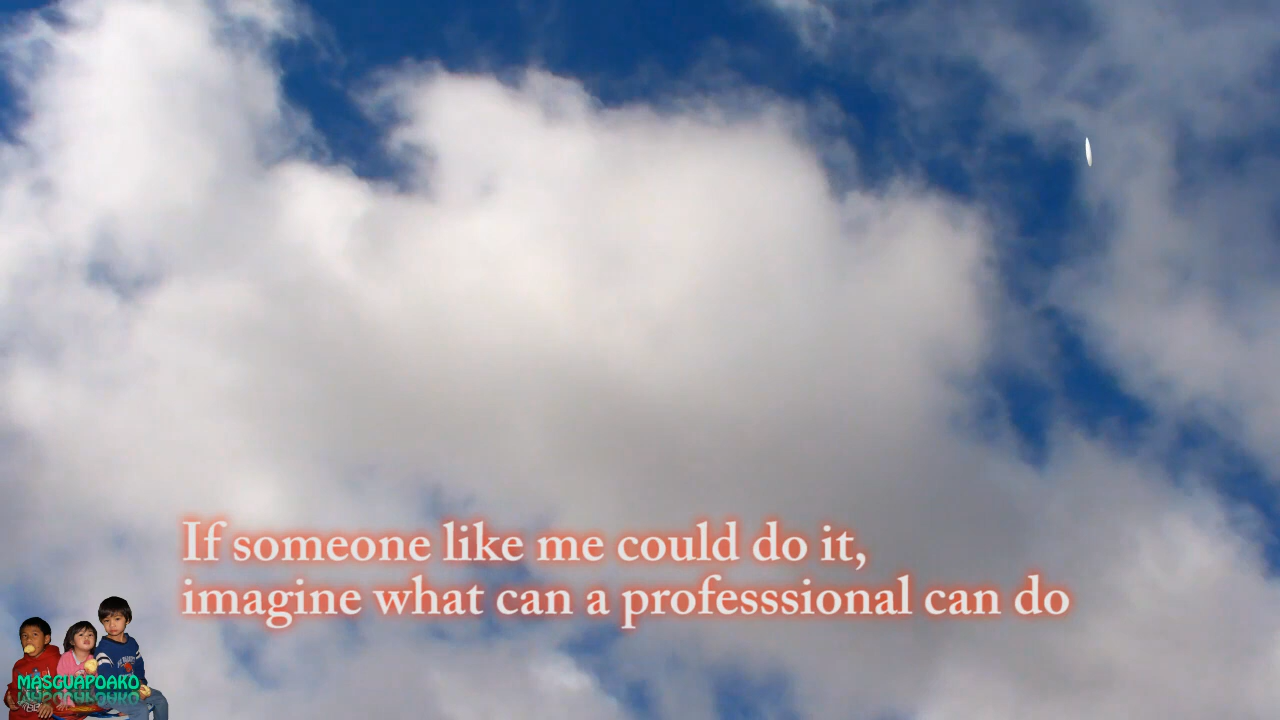 If someone like me could do it,
imagine what can a professsional can do
MASGUAPOAKO